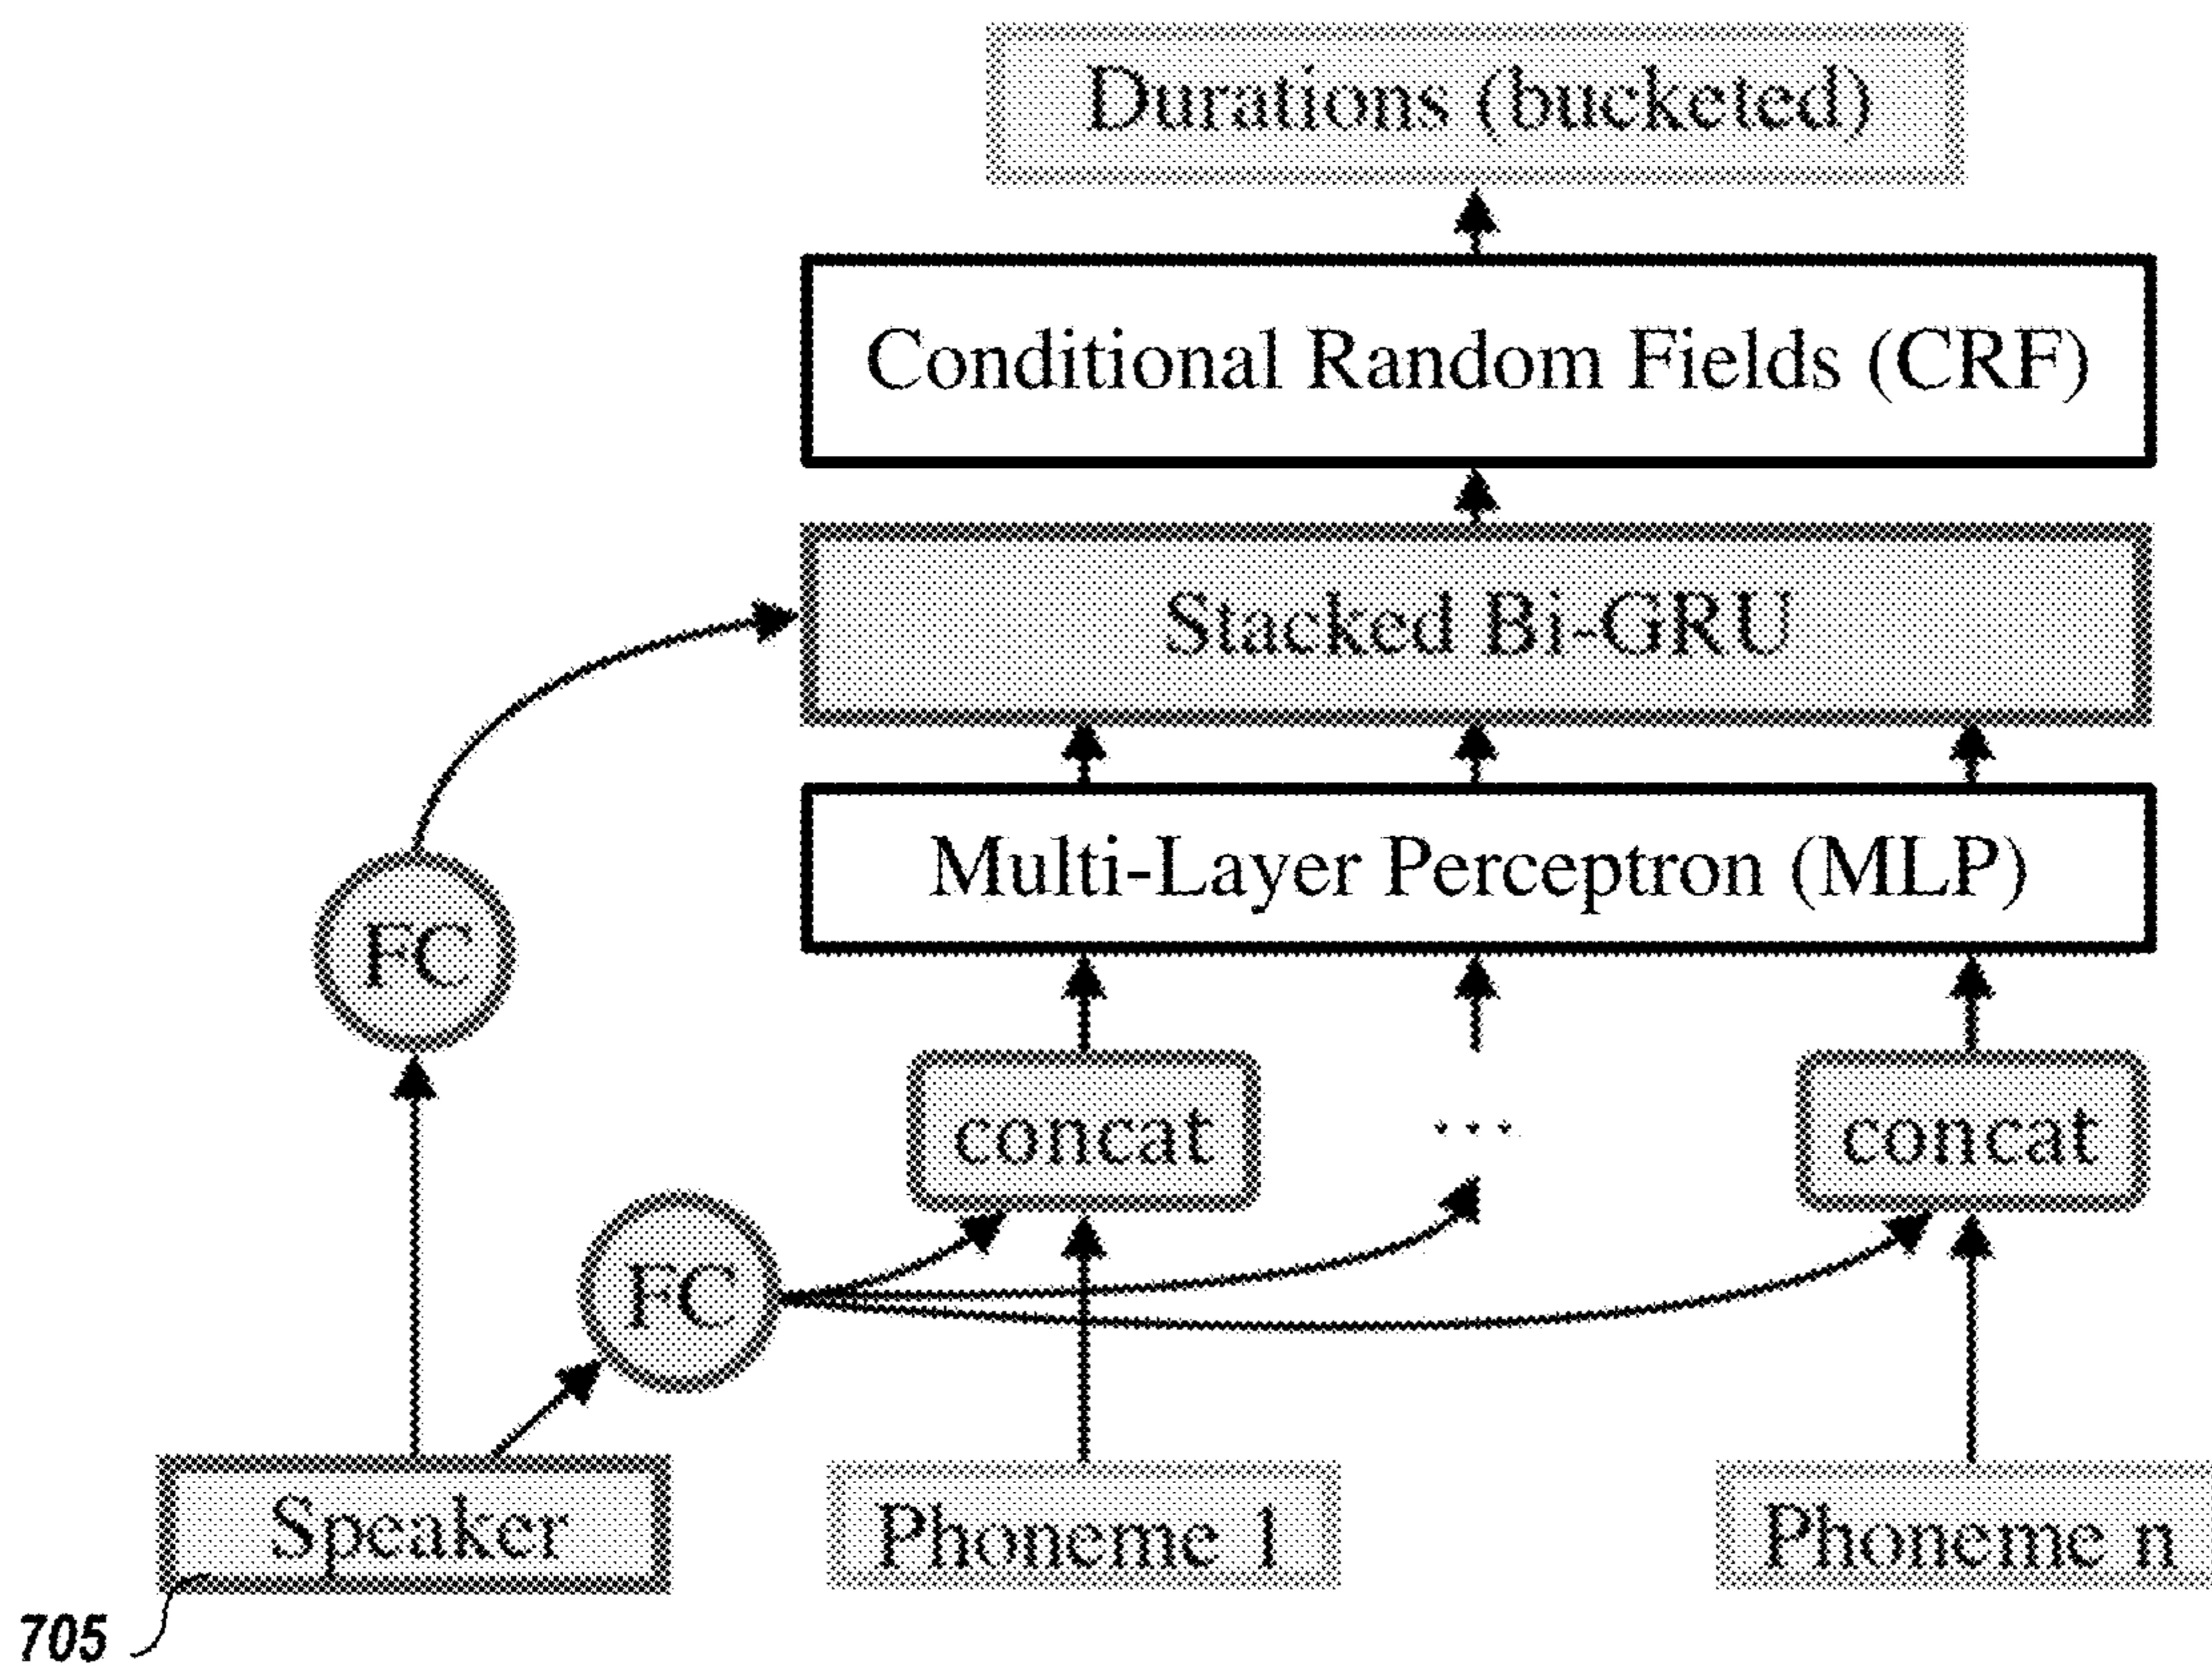 Durations (bucketed)
Conditional Random Fields (CRF)
Stacked Bi-GRU
Multi-Layer Perceptron (MLP)
FC
concat
...
concat
FC
Speaker
Phoneme 1
Phoneme n
705